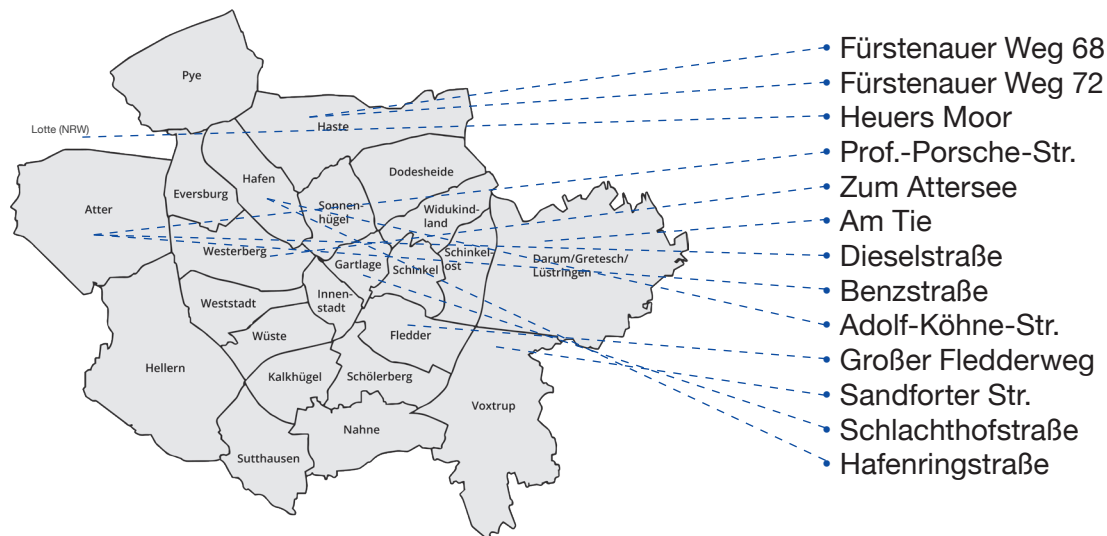 Pye
Lotte (NRW)
Haste
Hafen
Dodesheide
Eversburg
Atter
Sonnen-
hügel
Widukind-
land
Westerberg
Gartlage
Schinkel
Schinkel-
ost
Darum/Gretesch/
Lüstringen
Weststadt
Innen-
stadt
Wüste
Fledder
Hellern
Kalkhügel
Schölerberg
Voxtrup
Nahne
Sutthausen
Fürstenauer Weg 68
Fürstenauer Weg 72
Heuers Moor
Prof.-Porsche-Str.
Zum Attersee
Am Tie
Dieselstraße
Benzstraße
Adolf-Köhne-Str.
Großer Fledderweg
Sandforter Str.
Schlachthofstraße
Hafenringstraße